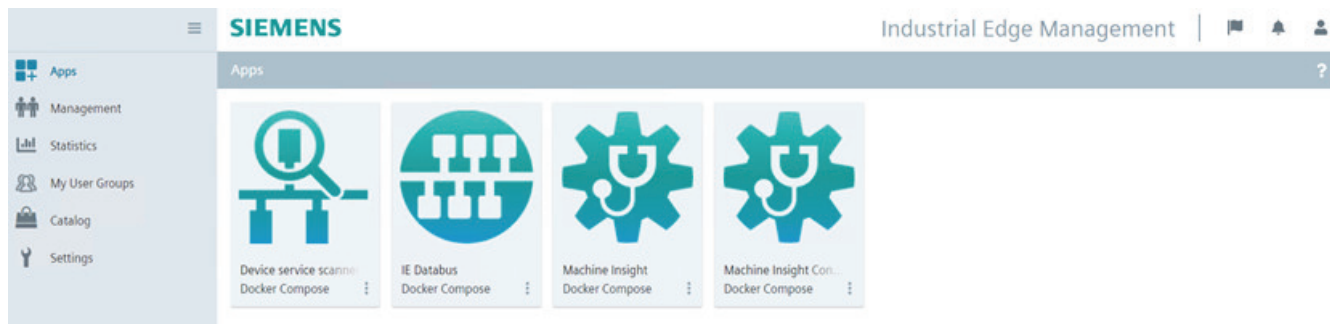 SIEMENS
Industrial Edge Management
Apps
Management
Statistics
My User Groups
Catalog
Settings
Apps
?
Device service scanne
Docker Compose
IE Databus
Docker Compose
Machine Insight
Docker Compose
Machine Insight Con...
Docker Compose